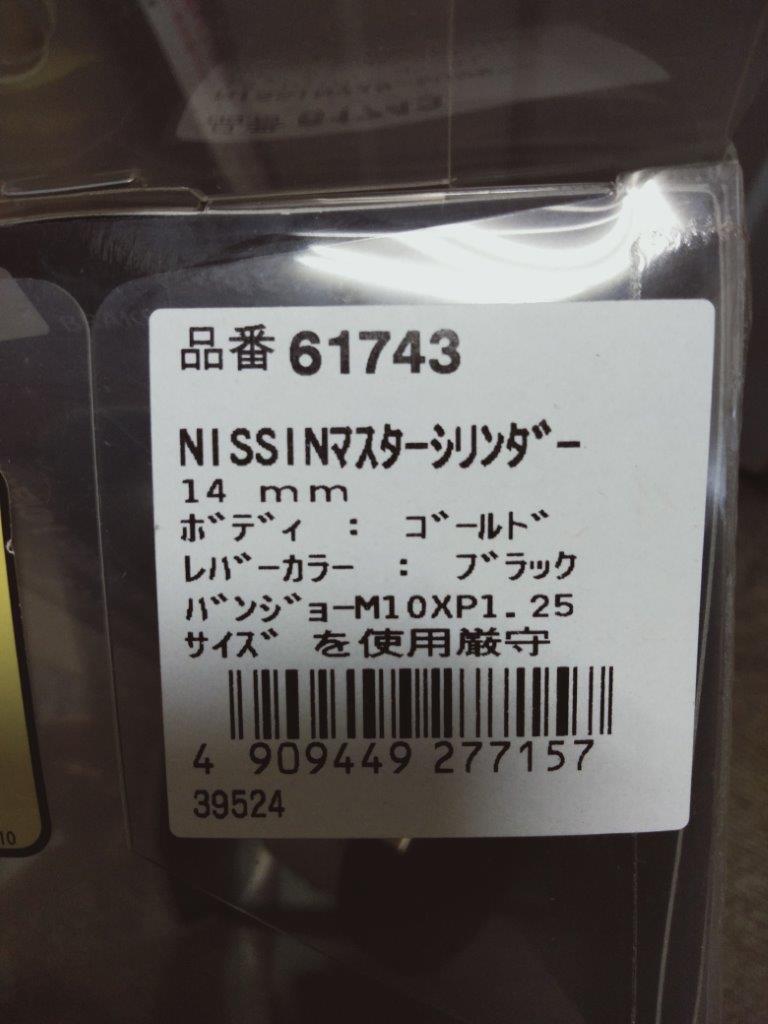 品番 61743
NISSINマスターシリンダー
14 mm
ボディ : ゴールド
レバーカラー : ブラック
バンジョーM10XP1.25
サイズ を使用厳守
4 909449 277157
39524
10